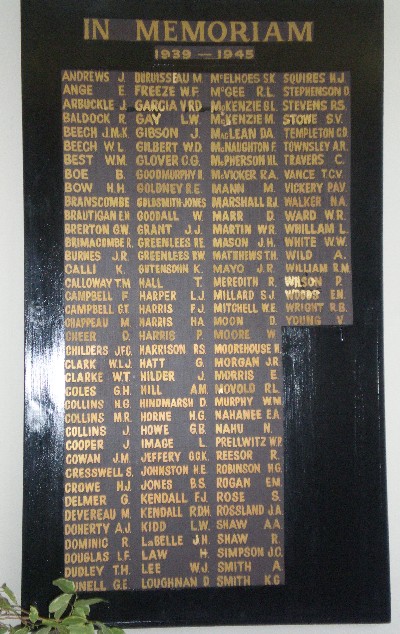 IN MEMORIAM
1939 — 1945
ANDREWS J.
ANGE E.
ARBUCKLE J.
BALDOCK R.
BEECH J.M.K.
BEECH W.L.
BEST W.M.
BOE B.
BOW H.H.
BRANSCOMBE
BRAUTIGAN E.H.
BRERTON G.W.
BRIMACOMBE R.
BURNES J.R.
CALLI K.
CALLOWAY T.M.
CAMPBELL F.
CAMPBELL G.T.
CHAPPEAU M.
CHEER D.
CHILDERS J.F.G.
CLARK W.L.J.
CLARKE W.T.
COLES G.H.
COLLINS H.G.
COLLINS M.R.
COLLINS J.
COOPER J.
COWAN J.M.
CRESSWELL S.
CROWE H.J.
DELMER G.
DEVEREAU M.
DOHERTY A.J.
DOMINIC R.
DOUGLAS L.F.
DUDLEY T.H.
G.E.
DURUISSEAU M.
FREEZE W.F.
GARCIA V.R.D.
GAY L.W.
GIBSON J.
GILBERT W.D.
GLOVER C.G.
GOODMURPHY R.
GOLDNEY R.E.
GOLDSMITH-JONES
GOODALL W.
GRANT J.J.
GREENLEES R.E.
GREENLEES R.W.
GUTENSOHN K.
HALL T.
HARPER L.J.
HARRIS F.J.
HARRIS H.A.
HARRIS P.
HARRISON R.S.
HATT G.
HILDER J.
HILL A.M.
HINDMARSH D.
HORNE H.G.
HOWE G.B.
IMAGE L.
JEFFERY G.G.K.
JOHNSTON H.E.
JONES B.S.
KENDALL F.J.
KENDALL R.D.H.
KIDD L.W.
LABELLE J.H.
LAW H.
LEE W.J.
LOUGHNAN D.
McELHOES S.K.
McGEE R.L.
McKENZIE G.L.
McKENZIE M.
MacLEAN D.A.
McNAUGHTON F.
McPHERSON H.L.
McVICKER R.A.
MANN M.
MARSHALL R.J.
MARR D.
MARTIN W.R.
MASON J.H.
MATTHEWS T.H.
MAYO J.R.
MEREDITH R.
MILLARD S.J.
MITCHELL W.E.
MOON D.
MOORE W.
MOOREHOUSE H.
MORGAN J.R.
MORRIS E.
MOVOLD R.L.
MURPHY W.M.
NAHANEE E.A.
NAHU N.
PRELLWITZ W.P.
REESOR R.
ROBINSON H.G.
ROGAN E.M.
ROSE S.
ROSSLAND J.A.
SHAW A.A.
SHAW R.
SIMPSON J.C.
SMITH A.
SMITH K.G.
SQUIRES H.J.
STEPHENSON D.
STEVENS R.S.
STOWE S.V.
TEMPLETON C.D.
TOWNSLEY A.R.
TRAVERS C.
VANCE T.C.V.
VICKERY P.A.V.
WALKER N.A.
WARD W.R.
WHILLAM L.
WHITE W.W.
WILD A.
WILLIAM R.M.
WILSON P.
WOODS E.N.
WRIGHT R.B.
YOUNG V.